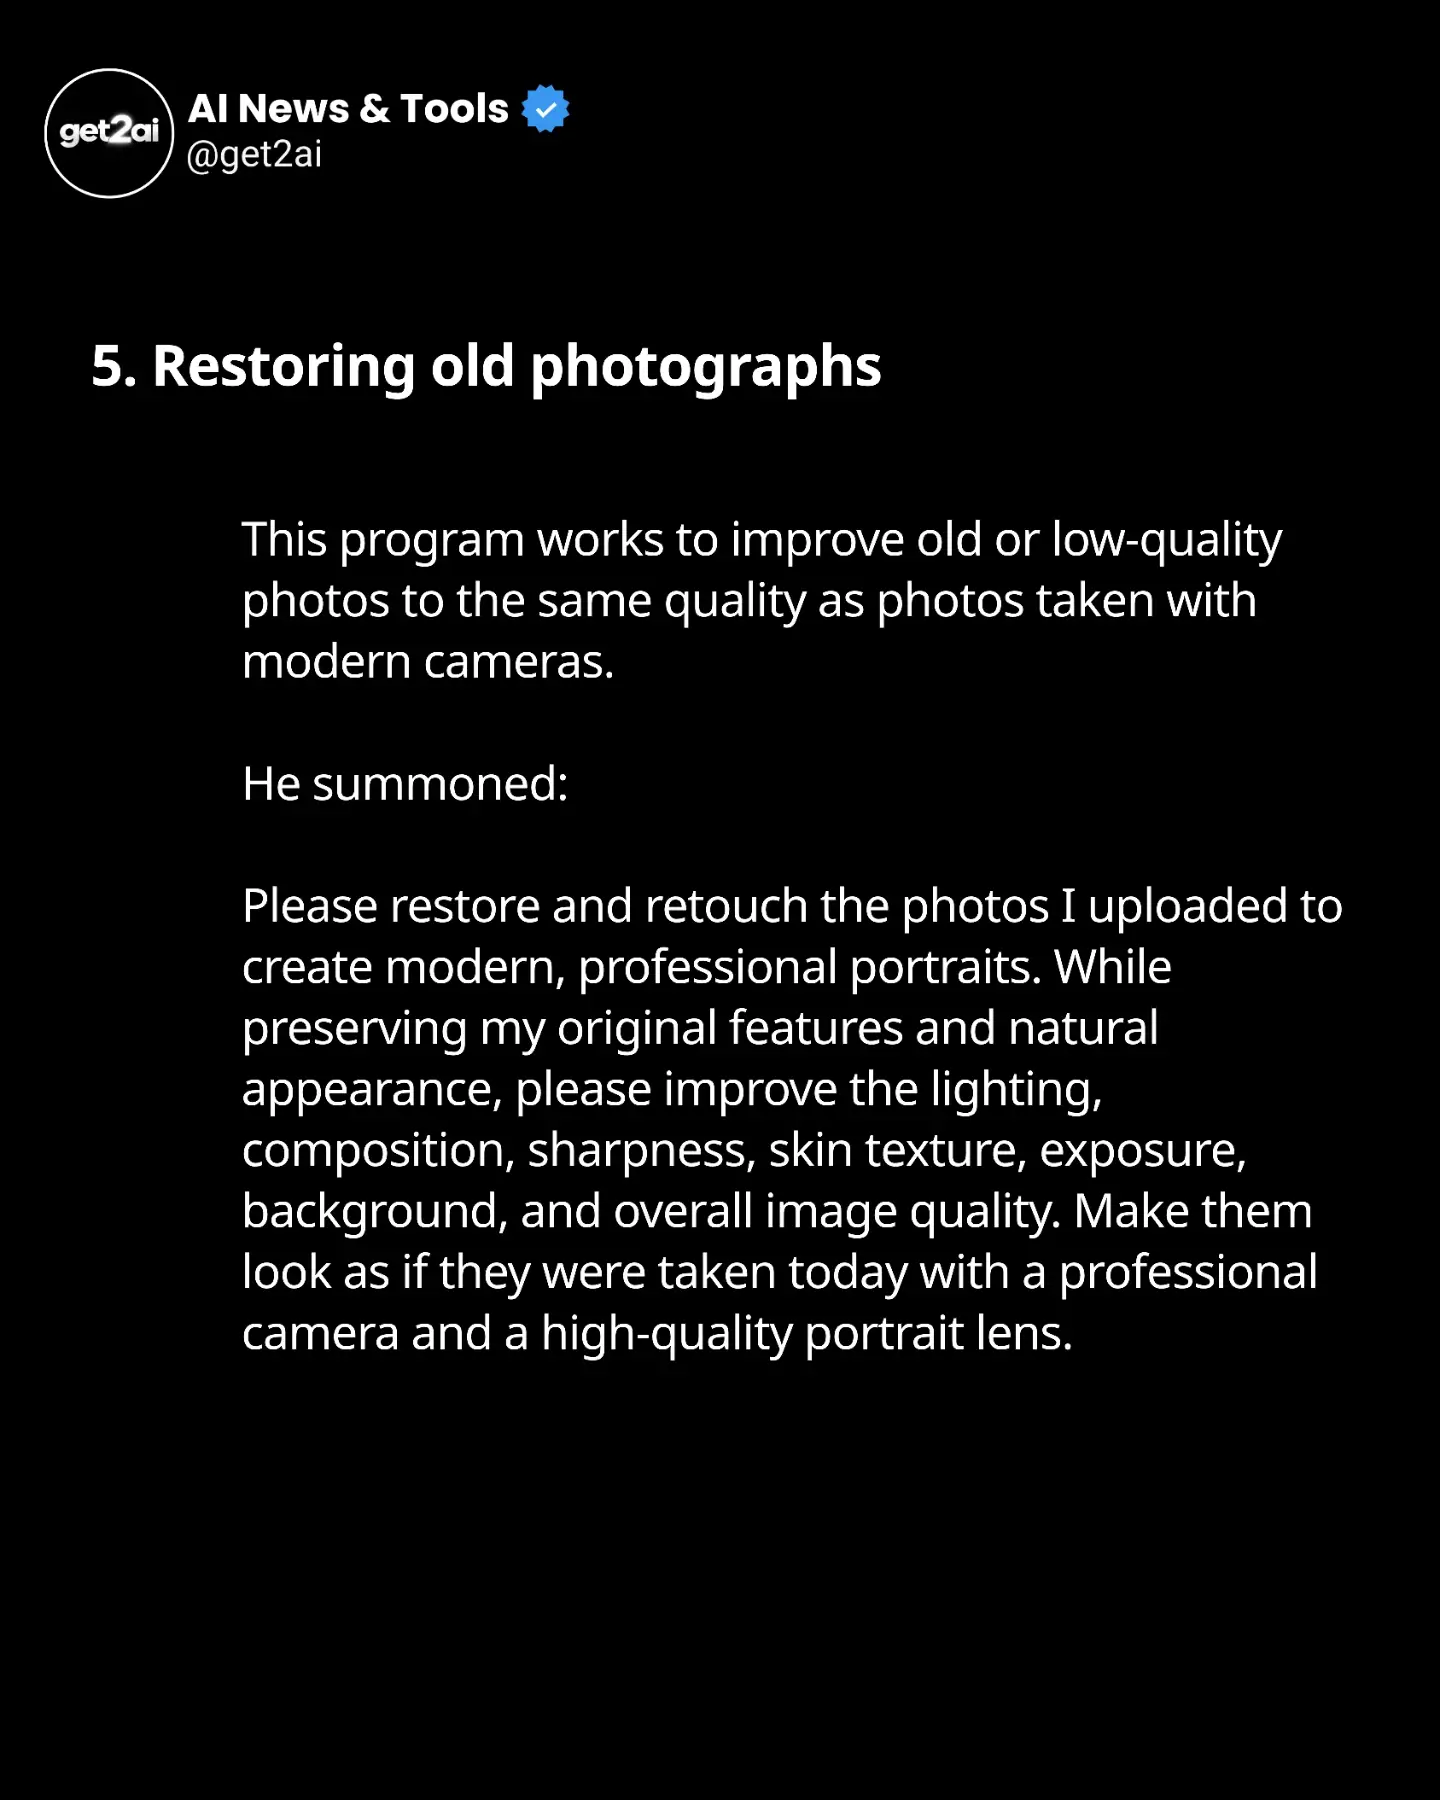 get2ai
AI News & Tools
@get2ai
5. Restoring old photographs
This program works to improve old or low-quality
photos to the same quality as photos taken with
modern cameras.
He summoned:
Please restore and retouch the photos I uploaded to
create modern, professional portraits. While
preserving my original features and natural
appearance, please improve the lighting,
composition, sharpness, skin texture, exposure,
background, and overall image quality. Make them
look as if they were taken today with a professional
camera and a high-quality portrait lens.